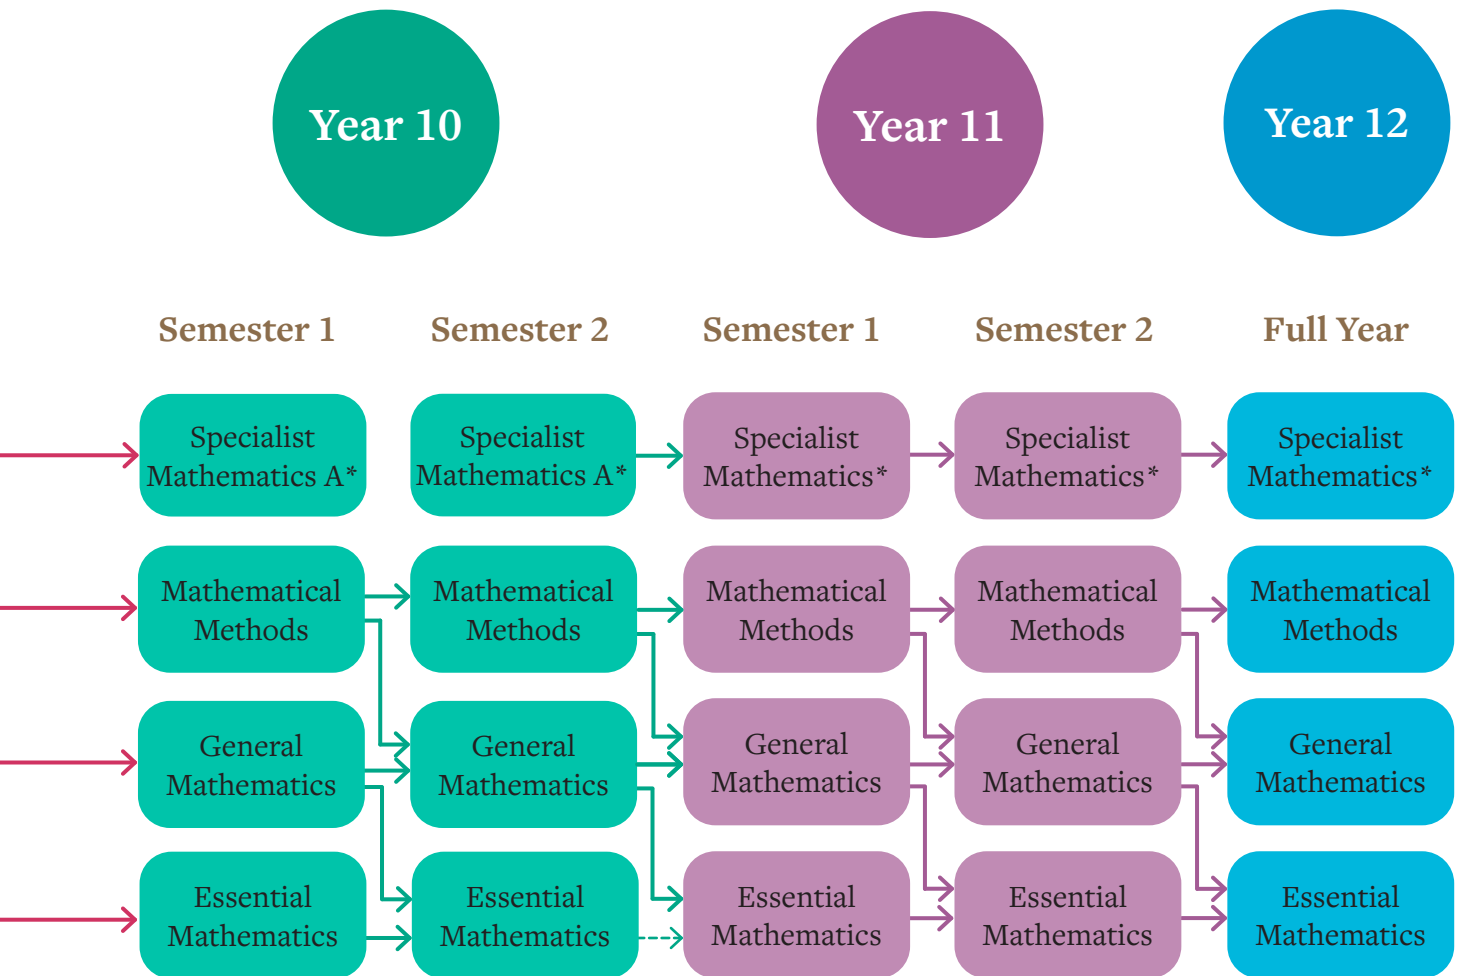 Year 10
Year 11
Year 12
Semester 1
Semester 2
Semester 1
Semester 2
Full Year
Specialist
Mathematics A*
Specialist
Mathematics A*
Specialist
Mathematics*
Specialist
Mathematics*
Specialist
Mathematics*
Mathematical
Methods
Mathematical
Methods
Mathematical
Methods
Mathematical
Methods
Mathematical
Methods
General
Mathematics
General
Mathematics
General
Mathematics
General
Mathematics
General
Mathematics
Essential
Mathematics
Essential
Mathematics
Essential
Mathematics
Essential
Mathematics
Essential
Mathematics